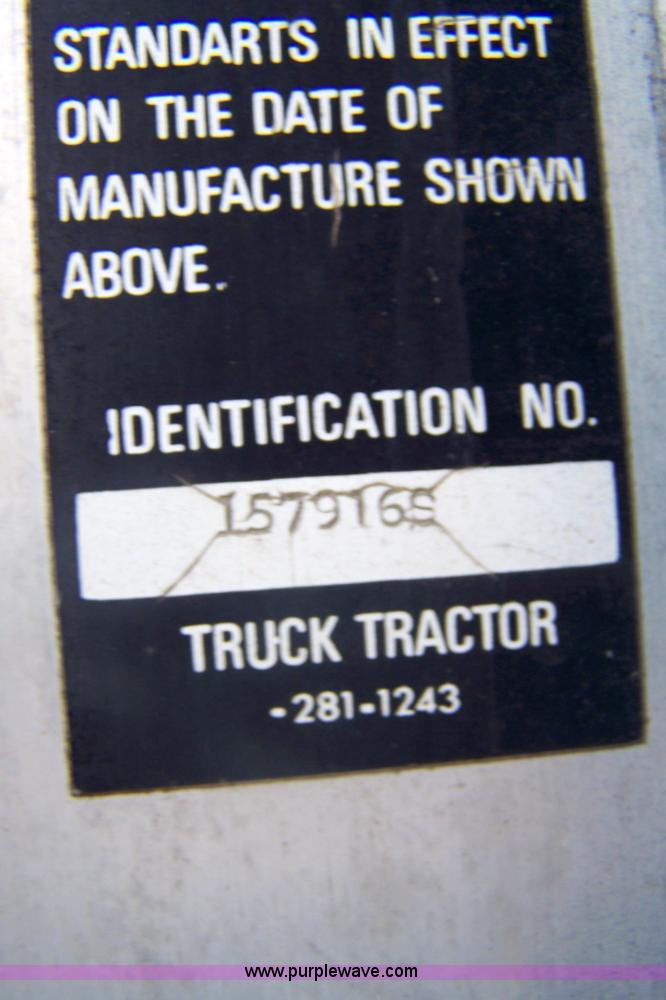 STANDARTS IN EFFECT
ON THE DATE OF
MANUFACTURE SHOWN
ABOVE.
IDENTIFICATION NO.
157916S
TRUCK TRACTOR
-281-1243
www.purplewave.com